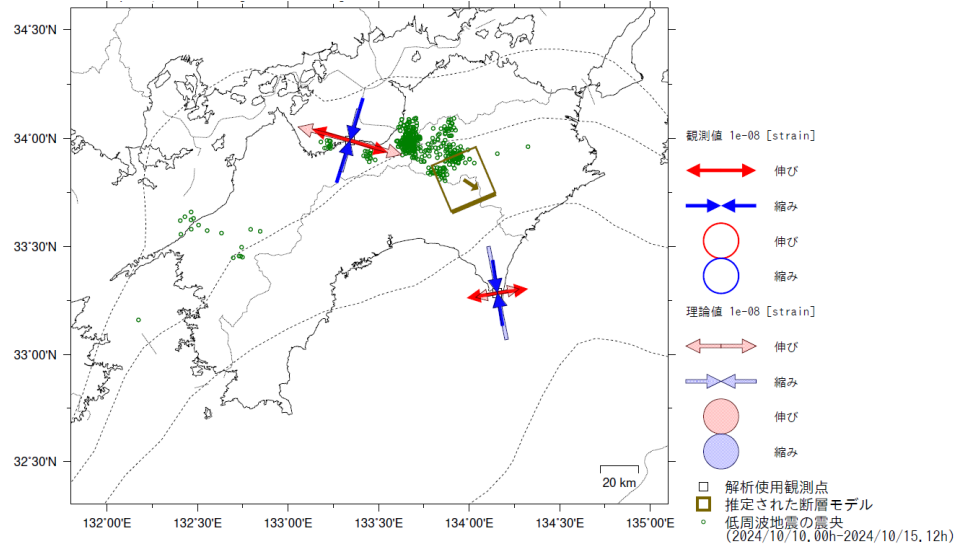 34°30'N
34°00'N
33°30'N
33°00'N
32°30'N
132°00'E
132°30'E
133°00'E
133°30'E
134°00'E
134°30'E
135°00'E
20 km
観測値 1e-08 [strain]
伸び
縮み
伸び
縮み
理論値 1e-08 [strain]
伸び
縮み
伸び
縮み
解析使用観測点
推定された断層モデル
低周波地震の震央
(2024/10/10.00h-2024/10/15.12h)